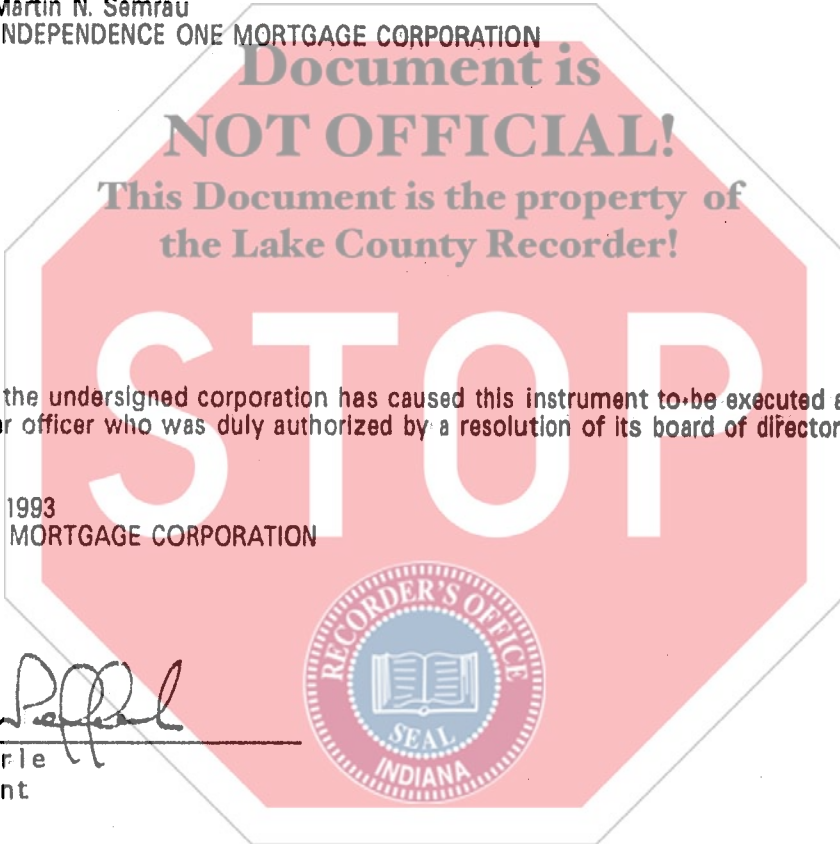 Martin N. Semrau
NDEPENDENCE ONE MORTGAGE CORPORATION
Document is
NOT OFFICIAL!
This Document is the property of
the Lake County Recorder!
STOP
the undersigned corporation has caused this instrument to be executed a
r officer who was duly authorized by a resolution of its board of director
1993
MORTGAGE CORPORATION
RECORDER'S OFFICE
SEAL
INDIANA
rle
nt